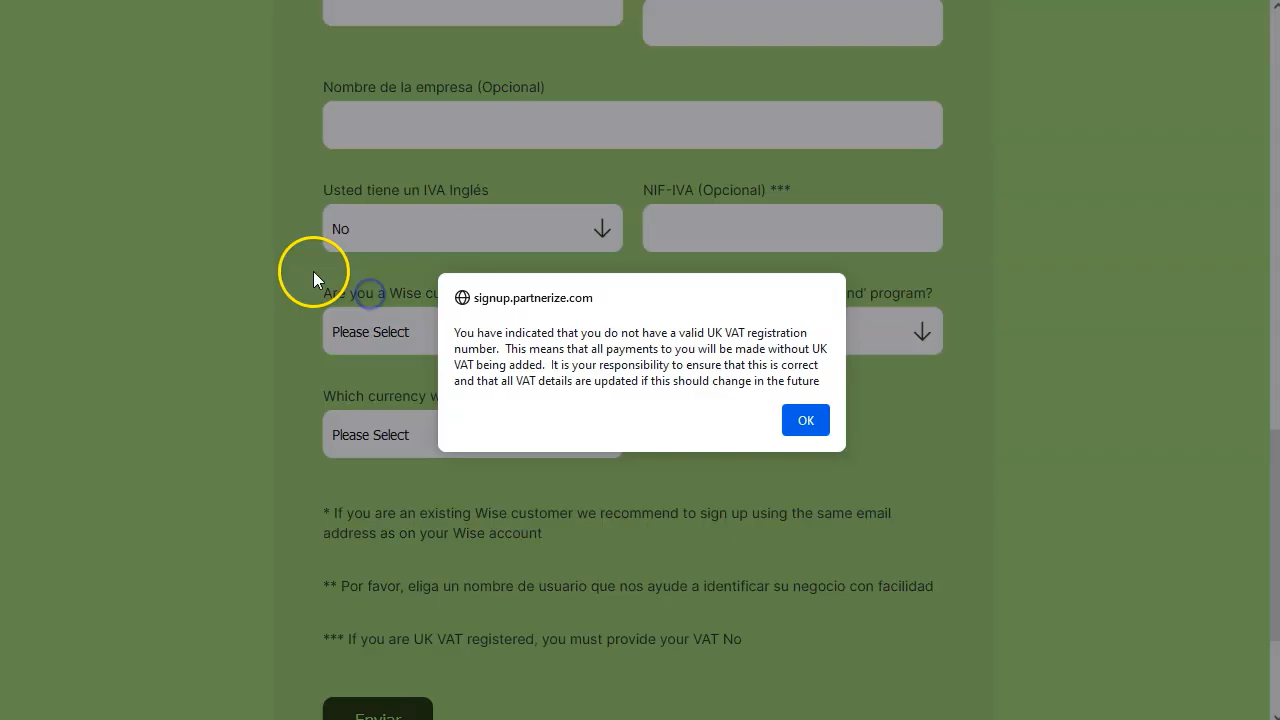 Nombre de la empresa (Opcional)
Usted tiene un IVA Inglés
NIF-IVA (Opcional) ***
No
signup.partnerize.com
You have indicated that you do not have a valid UK VAT registration
number. This means that all payments to you will be made without UK
VAT being added. It is your responsibility to ensure that this is correct
and that all VAT details are updated if this should change in the future
OK
Are you a Wise
program?
Please Select
Which currency
Please Select
* If you are an existing Wise customer we recommend to sign up using the same email
address as on your Wise account
** Por favor, eliga un nombre de usuario que nos ayude a identificar su negocio con facilidad
*** If you are UK VAT registered, you must provide your VAT No
Enviar